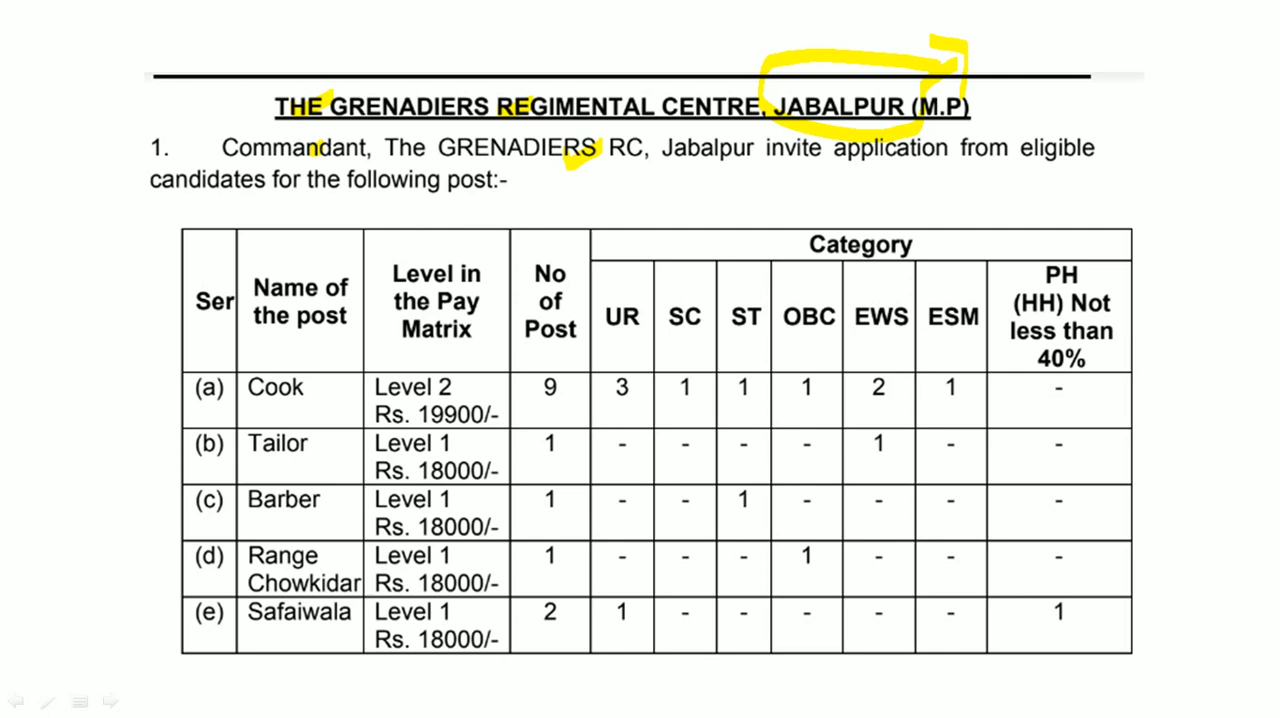 THE GRENADIERS REGIMENTAL CENTRE, JABALPUR (M.P)
1. Commandant, The GRENADIERS RC, Jabalpur invite application from eligible
candidates for the following post:-
Ser Name of the post Level in the Pay Matrix No of Post Category
UR SC ST OBC EWS ESM PH (HH) Not less than 40%
(a) Cook Level 2 Rs. 19900/- 9 3 1 1 1 2 1 -
(b) Tailor Level 1 Rs. 18000/- 1 - - - - 1 - -
(c) Barber Level 1 Rs. 18000/- 1 - - 1 - - - -
(d) Range Chowkidar Level 1 Rs. 18000/- 1 - - - 1 - - -
(e) Safaiwala Level 1 Rs. 18000/- 2 1 - - - - - 1